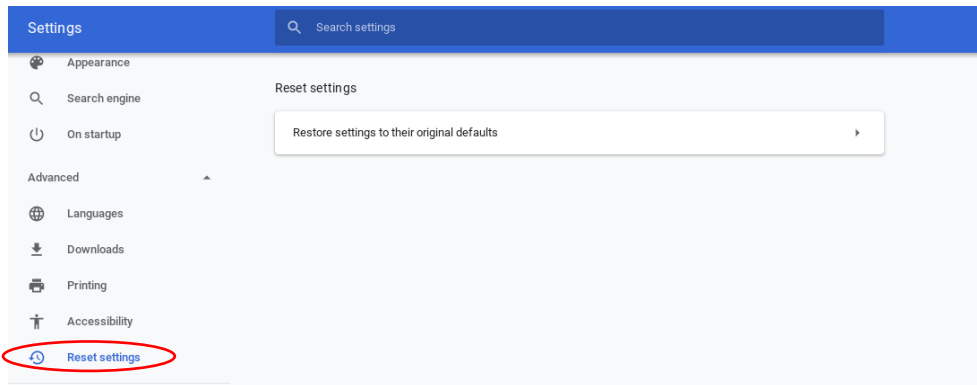 Settings
Search settings
Appearance
Search engine
On startup
Advanced
Languages
Downloads
Printing
Accessibility
Reset settings
Reset settings
Restore settings to their original defaults